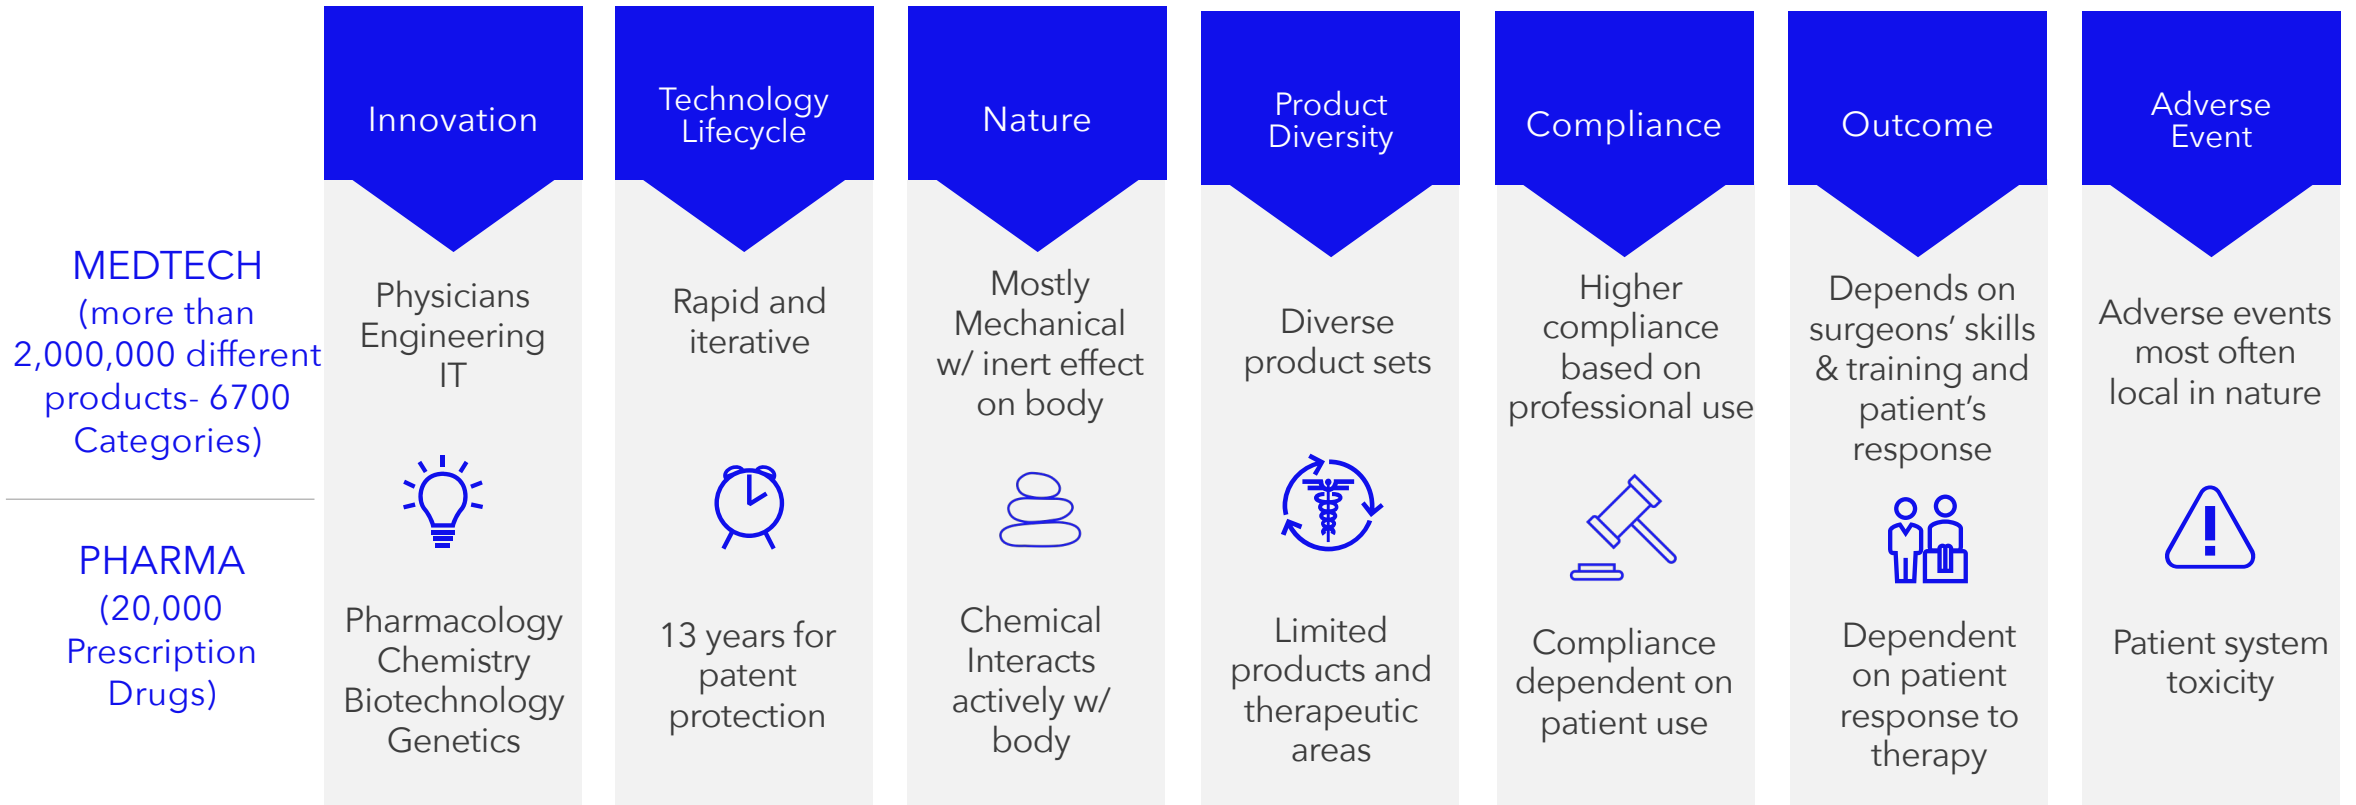 Innovation
Technology
Lifecycle
Nature
Product
Diversity
Compliance
Outcome
Adverse
Event
MEDTECH
(more than
2,000,000 different
products- 6700
Categories)
Physicians
Engineering
IT
Rapid and
iterative
Mostly
Mechanical
w/ inert effect
on body
Diverse
product sets
Higher
compliance
based on
professional use
Depends on
surgeons’ skills
& training and
patient’s
response
Adverse events
most often
local in nature
PHARMA
(20,000
Prescription
Drugs)
Pharmacology
Chemistry
Biotechnology
Genetics
13 years for
patent
protection
Chemical
Interacts
actively w/
body
Limited
products and
therapeutic
areas
Compliance
dependent on
patient use
Dependent
on patient
response to
therapy
Patient system
toxicity